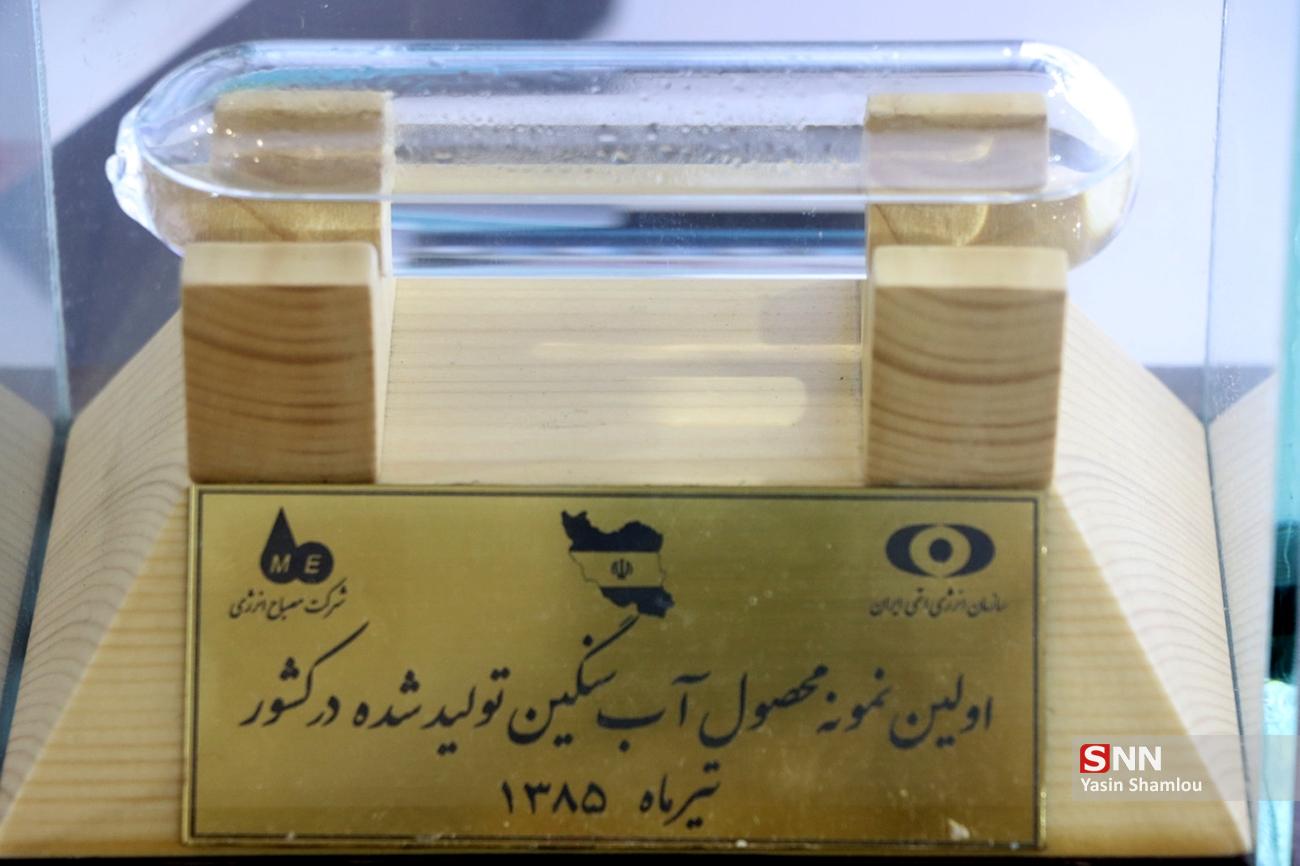 سازمان انرژی اتمی ایران
M E
شرکت مصباح انرژی
اولین نمونه محصول آب سنگین تولید شده در کشور
تیرماه ۱۳۸۵
SNN
Yasin Shamlou